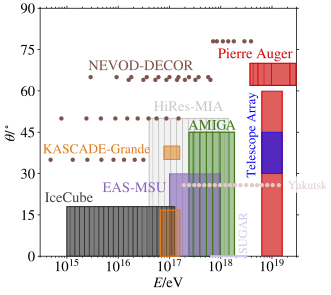 90
75
60
45
30
15
0
θ/°
Pierre Auger
NEVOD-DECOR
HiRes-MIA
AMIGA
KASCADE-Grande
Telescope Array
EAS-MSU
Yakutsk
IceCube
SUGAR
10^15
10^16
10^17
10^18
10^19
E/eV